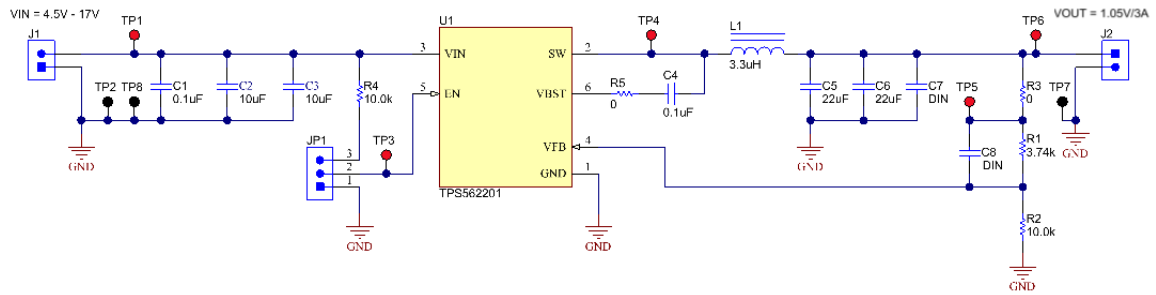 VIN = 4.5V - 17V
VOUT = 1.05V/3A
J1
TP1
U1
TP4
L1
TP6
J2
3
VIN
SW
2
3.3uH
TP2
TP8
C1
0.1uF
C2
10uF
C3
10uF
R4
10.0k
5
EN
VBST
6
R5
0
C4
0.1uF
C5
22uF
C6
22uF
C7
DIN
R3
0
TP5
TP7
GND
JP1
3
2
1
TP3
VFB
4
GND
1
TPS562201
GND
C8
DIN
R1
3.74k
GND
GND
GND
R2
10.0k
GND